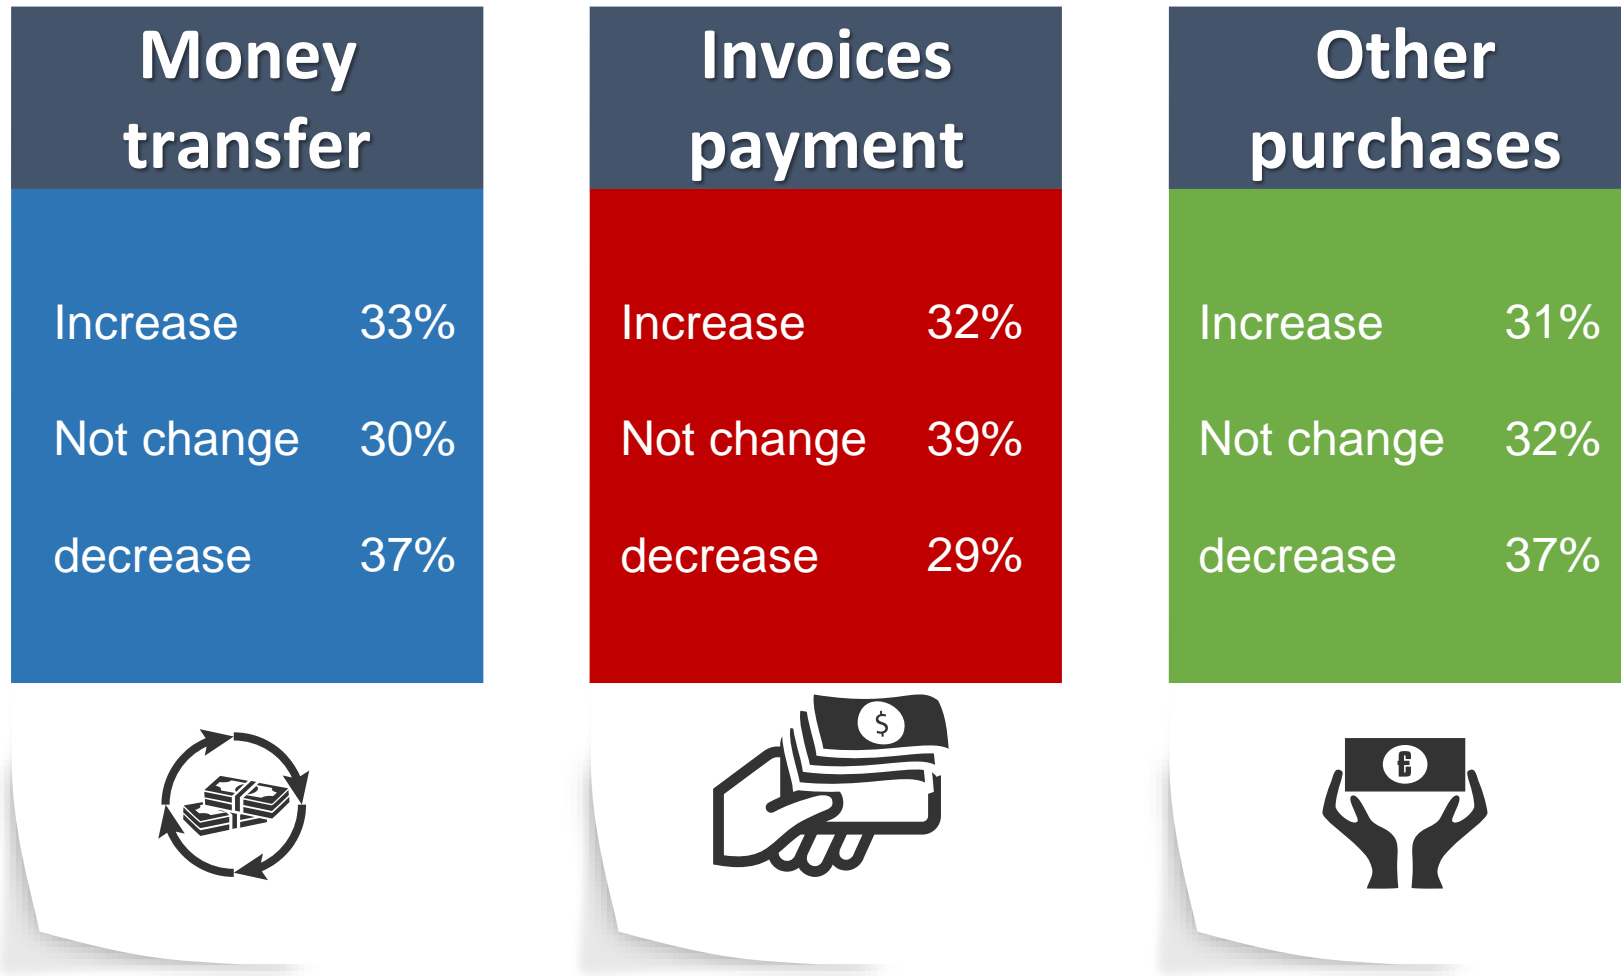 Money
transfer
Increase 33%
Not change 30%
decrease 37%
Invoices
payment
Increase 32%
Not change 39%
decrease 29%
$
Other
purchases
Increase 31%
Not change 32%
decrease 37%
£